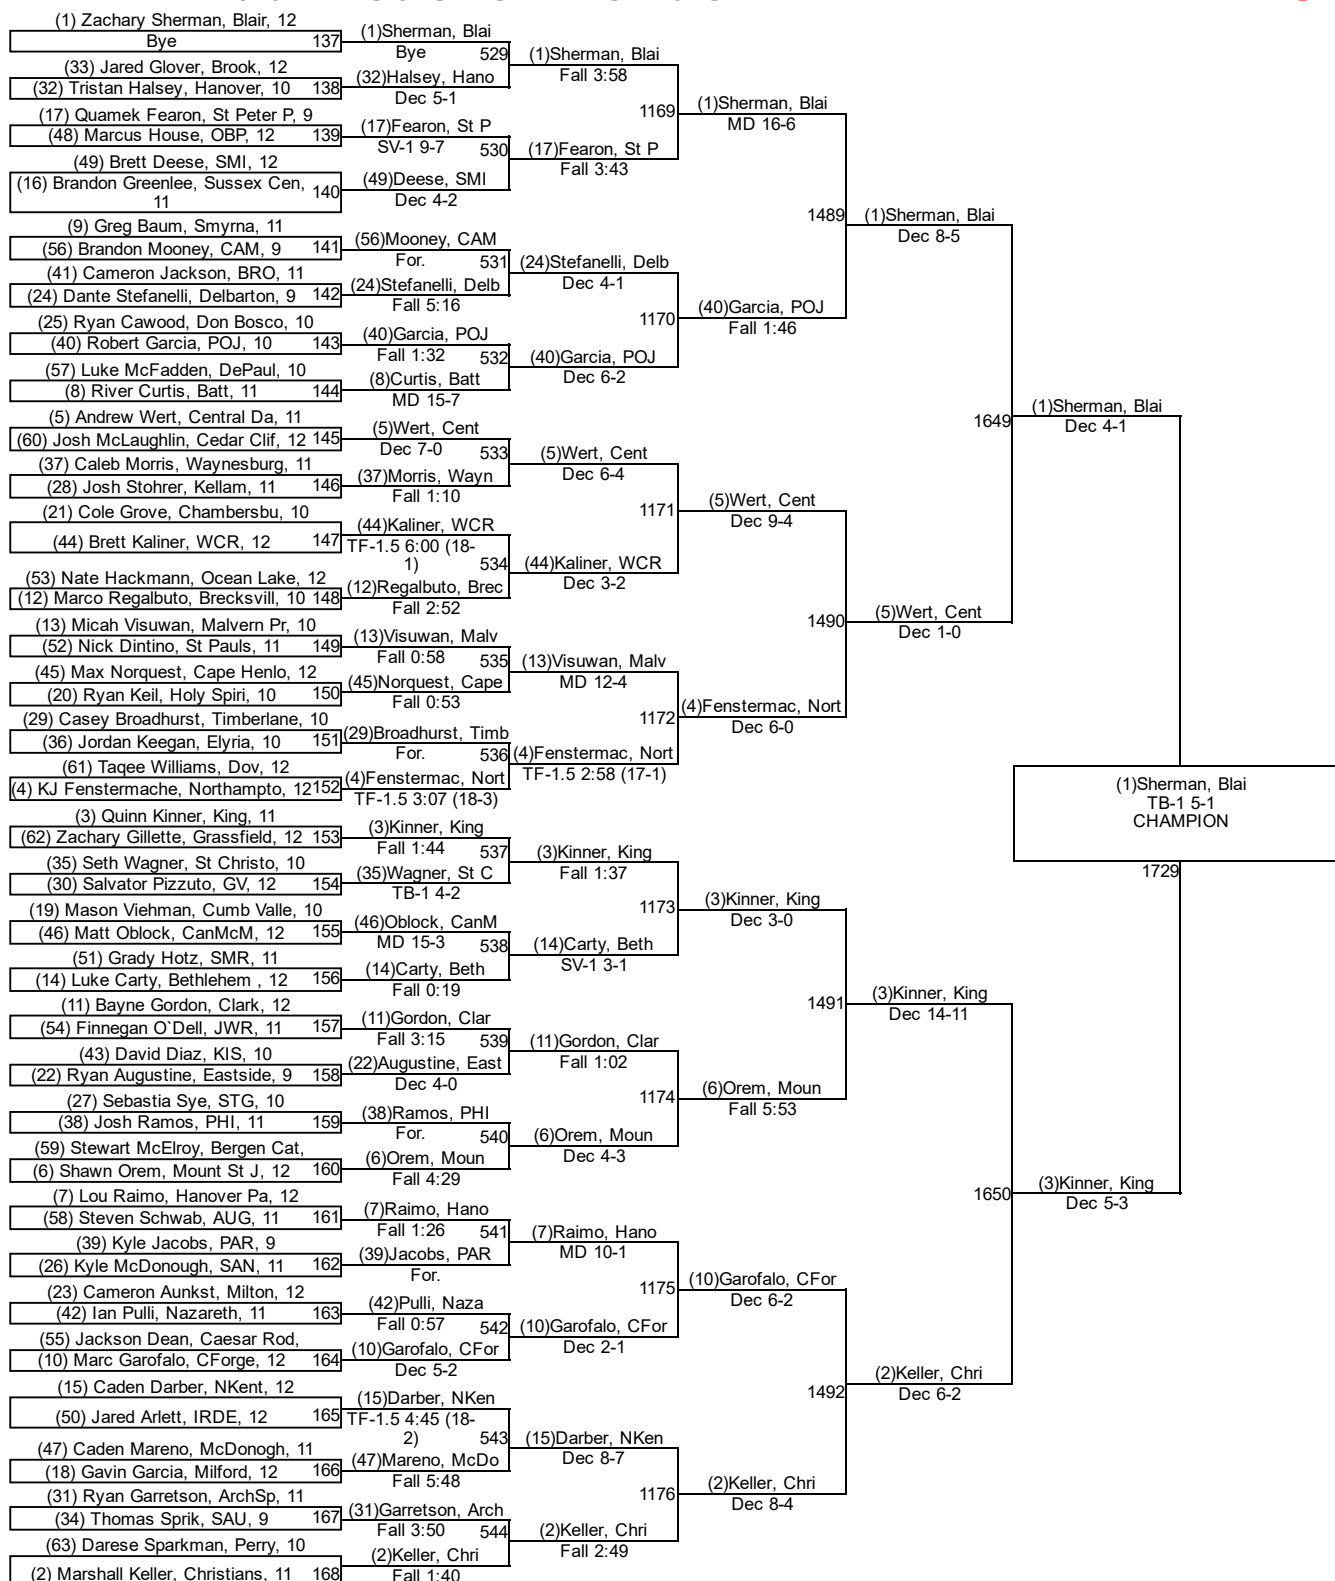 (1) Zachary Sherman, Blair, 12
Bye 137
(33) Jared Glover, Brook, 12
(32) Tristan Halsey, Hanover, 10 138
(17) Quamek Fearon, St Peter P, 9
(48) Marcus House, OBP, 12 139
(49) Brett Deese, SMI, 12
(16) Brandon Greenlee, Sussex Cen,
11
140
(9) Greg Baum, Smyrna, 11
(56) Brandon Mooney, CAM, 9 141
(41) Cameron Jackson, BRO, 11
(24) Dante Stefanelli, Delbarton, 9 142
(25) Ryan Cawood, Don Bosco, 10
(40) Robert Garcia, POJ, 10 143
(57) Luke McFadden, DePaul, 10
(8) River Curtis, Batt, 11 144
(5) Andrew Wert, Central Da, 11
(60) Josh McLaughlin, Cedar Clif, 12 145
(37) Caleb Morris, Waynesburg, 11
(28) Josh Stohrer, Kellam, 11 146
(21) Cole Grove, Chambersbu, 10
(44) Brett Kaliner, WCR, 12 147
(53) Nate Hackmann, Ocean Lake, 12
(12) Marco Regalbuto, Brecksvill, 10 148
(13) Micah Visuwan, Malvern Pr, 10
(52) Nick Dintino, St Pauls, 11 149
(45) Max Norquest, Cape Henlo, 12
(20) Ryan Keil, Holy Spiri, 10 150
(29) Casey Broadhurst, Timberlane, 10
(36) Jordan Keegan, Elyria, 10 151
(61) Taqee Williams, Dov, 12
(4) KJ Fenstermache, Northampto, 12 152
(3) Quinn Kinner, King, 11
(62) Zachary Gillette, Grassfield, 12 153
(35) Seth Wagner, St Christo, 10
(30) Salvator Pizzuto, GV, 12 154
(19) Mason Viehman, Cumb Valle, 10
(46) Matt Oblock, CanMcM, 12 155
(51) Grady Hotz, SMR, 11
(14) Luke Carty, Bethlehem , 12 156
(11) Bayne Gordon, Clark, 12
(54) Finnegan O`Dell, JWR, 11 157
(43) David Diaz, KIS, 10
(22) Ryan Augustine, Eastside, 9 158
(27) Sebastia Sye, STG, 10
(38) Josh Ramos, PHI, 11 159
(59) Stewart McElroy, Bergen Cat,
(6) Shawn Orem, Mount St J, 12 160
(7) Lou Raimo, Hanover Pa, 12
(58) Steven Schwab, AUG, 11 161
(39) Kyle Jacobs, PAR, 9
(26) Kyle McDonough, SAN, 11 162
(23) Cameron Aunkst, Milton, 12
(42) Ian Pulli, Nazareth, 11 163
(55) Jackson Dean, Caesar Rod,
(10) Marc Garofalo, CForge, 12 164
(15) Caden Darber, NKent, 12
(50) Jared Arlett, IRDE, 12 165
(47) Caden Mareno, McDonogh, 11
(18) Gavin Garcia, Milford, 12 166
(31) Ryan Garretson, ArchSp, 11
(34) Thomas Sprik, SAU, 9 167
(63) Darese Sparkman, Perry, 10
(2) Marshall Keller, Christians, 11 168
(1)Sherman, Blai
Bye
529
(32)Halsey, Hano
Dec 5-1
(17)Fearon, St P
SV-1 9-7
530
(49)Deese, SMI
Dec 4-2
(56)Mooney, CAM
For.
531
(24)Stefanelli, Delb
Fall 5:16
(40)Garcia, POJ
Fall 1:32
532
(8)Curtis, Batt
MD 15-7
(5)Wert, Cent
Dec 7-0
533
(37)Morris, Wayn
Fall 1:10
(44)Kaliner, WCR
TF-1.5 6:00 (18-
1)
534
(12)Regalbuto, Brec
Fall 2:52
(13)Visuwan, Malv
Fall 0:58
535
(45)Norquest, Cape
Fall 0:53
(29)Broadhurst, Timb
For.
536
(4)Fenstermac, Nort
TF-1.5 3:07 (18-3)
(3)Kinner, King
Fall 1:44
537
(35)Wagner, St C
TB-1 4-2
(46)Oblock, CanM
MD 15-3
538
(14)Carty, Beth
Fall 0:19
(11)Gordon, Clar
Fall 3:15
539
(22)Augustine, East
Dec 4-0
(38)Ramos, PHI
For.
540
(6)Orem, Moun
Fall 4:29
(7)Raimo, Hano
Fall 1:26
541
(39)Jacobs, PAR
For.
(42)Pulli, Naza
Fall 0:57
542
(10)Garofalo, CFor
Dec 5-2
(15)Darber, NKen
TF-1.5 4:45 (18-
2)
543
(47)Mareno, McDo
Fall 5:48
(31)Garretson, Arch
Fall 3:50
544
(2)Keller, Chri
Fall 1:40
(1)Sherman, Blai
Fall 3:58
1169
(17)Fearon, St P
Fall 3:43
(24)Stefanelli, Delb
Dec 4-1
1170
(40)Garcia, POJ
Dec 6-2
(5)Wert, Cent
Dec 6-4
1171
(44)Kaliner, WCR
Dec 3-2
(13)Visuwan, Malv
MD 12-4
1172
(4)Fenstermac, Nort
TF-1.5 2:58 (17-1)
(3)Kinner, King
Fall 1:37
1173
(14)Carty, Beth
SV-1 3-1
(11)Gordon, Clar
Fall 1:02
1174
(6)Orem, Moun
Dec 4-3
(7)Raimo, Hano
MD 10-1
1175
(10)Garofalo, CFor
Dec 2-1
(15)Darber, NKen
Dec 8-7
1176
(2)Keller, Chri
Fall 2:49
(1)Sherman, Blai
MD 16-6
1489
(40)Garcia, POJ
Fall 1:46
(5)Wert, Cent
Dec 9-4
1490
(4)Fenstermac, Nort
Dec 6-0
(3)Kinner, King
Dec 3-0
1491
(6)Orem, Moun
Fall 5:53
(10)Garofalo, CFor
Dec 6-2
1492
(2)Keller, Chri
Dec 8-4
(1)Sherman, Blai
Dec 8-5
1649
(5)Wert, Cent
Dec 1-0
(3)Kinner, King
Dec 14-11
1650
(2)Keller, Chri
Dec 6-2
(1)Sherman, Blai
Dec 4-1
(3)Kinner, King
Dec 5-3
(1)Sherman, Blai
TB-1 5-1
CHAMPION
1729